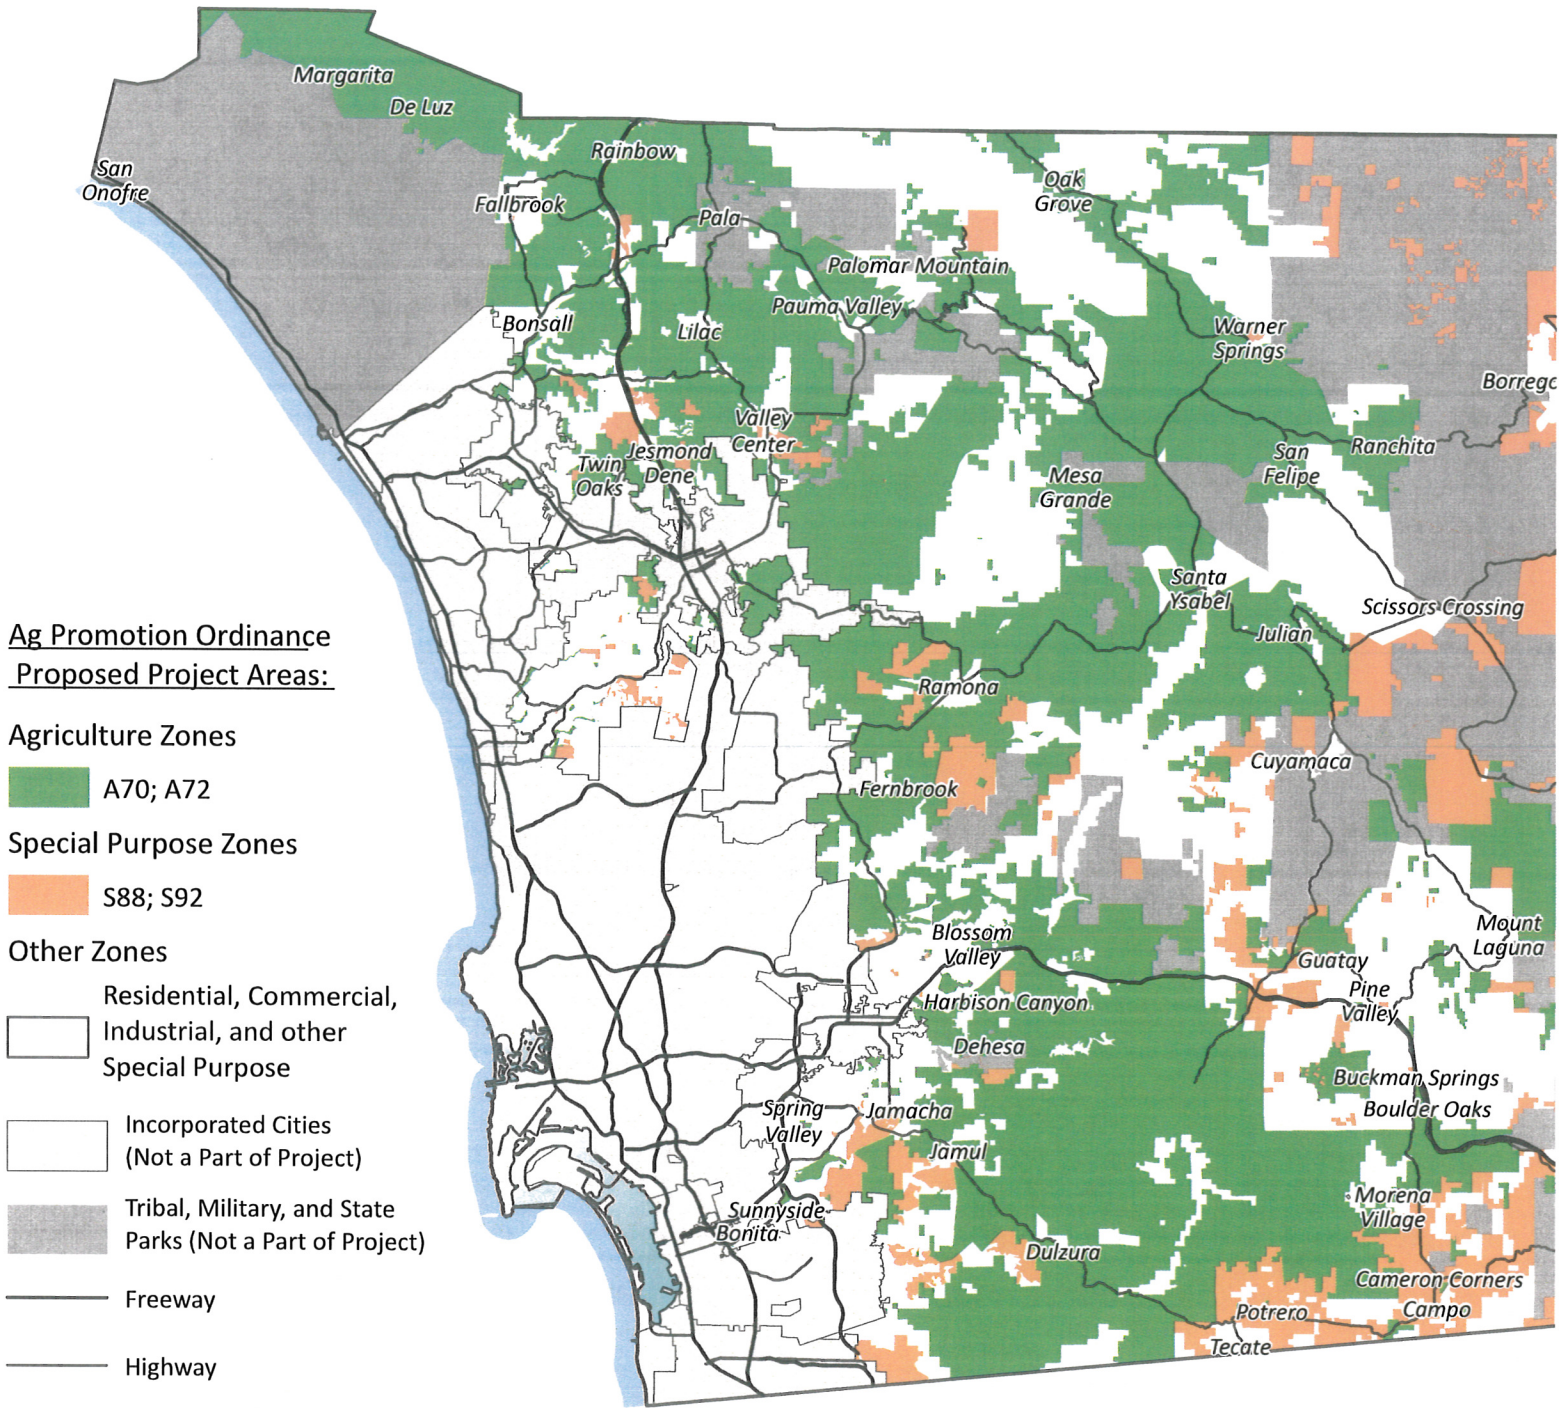 Margarita
De Luz
San
Onofre
Rainbow
Fallbrook
Oak
Grove
Pala
Palomar Mountain
Pauma Valley
Bonsall
Lilac
Warner
Springs
Borrego
Valley
Center
Ranchita
San
Felipe
Jesmond
Dene
Twin
Oaks
Mesa
Grande
Santa
Ysabel
Scissors Crossing
Julian
Ramona
Cuyamaca
Fernbrook
Blossom
Valley
Mount
Laguna
Guatay
Pine
Valley
Harbison Canyon
Dehesa
Buckman Springs
Boulder Oaks
Spring
Valley
Jamacha
Jamul
Morena
Village
Sunnyside
Bonita
Dulzura
Cameron Corners
Potrero
Campo
Tecate
Ag Promotion Ordinance
Proposed Project Areas:
Agriculture Zones
A70; A72
Special Purpose Zones
S88; S92
Other Zones
Residential, Commercial,
Industrial, and other
Special Purpose
Incorporated Cities
(Not a Part of Project)
Tribal, Military, and State
Parks (Not a Part of Project)
Freeway
Highway